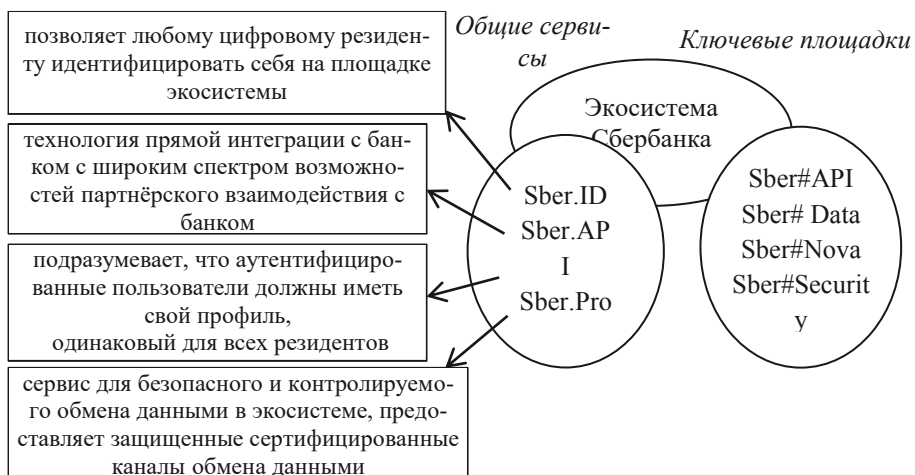 позволяет любому цифровому резиден-
ту идентифицировать себя на площадке
экосистемы
технология прямой интеграции с бан-
ком с широким спектром возможно-
стей партнёрского взаимодействия с
банком
подразумевает, что аутентифициро-
ванные пользователи должны иметь
свой профиль,
одинаковый для всех резидентов
сервис для безопасного и контролируемо-
го обмена данными в экосистеме, предо-
ставляет защищенные сертифицированные
каналы обмена данными
Общие серви-
сы
Ключевые площадки
Экосистема
Сбербанка
Sber.ID
Sber.AP
I
Sber.Pro
Sber#API
Sber# Data
Sber#Nova
Sber#Securit
y